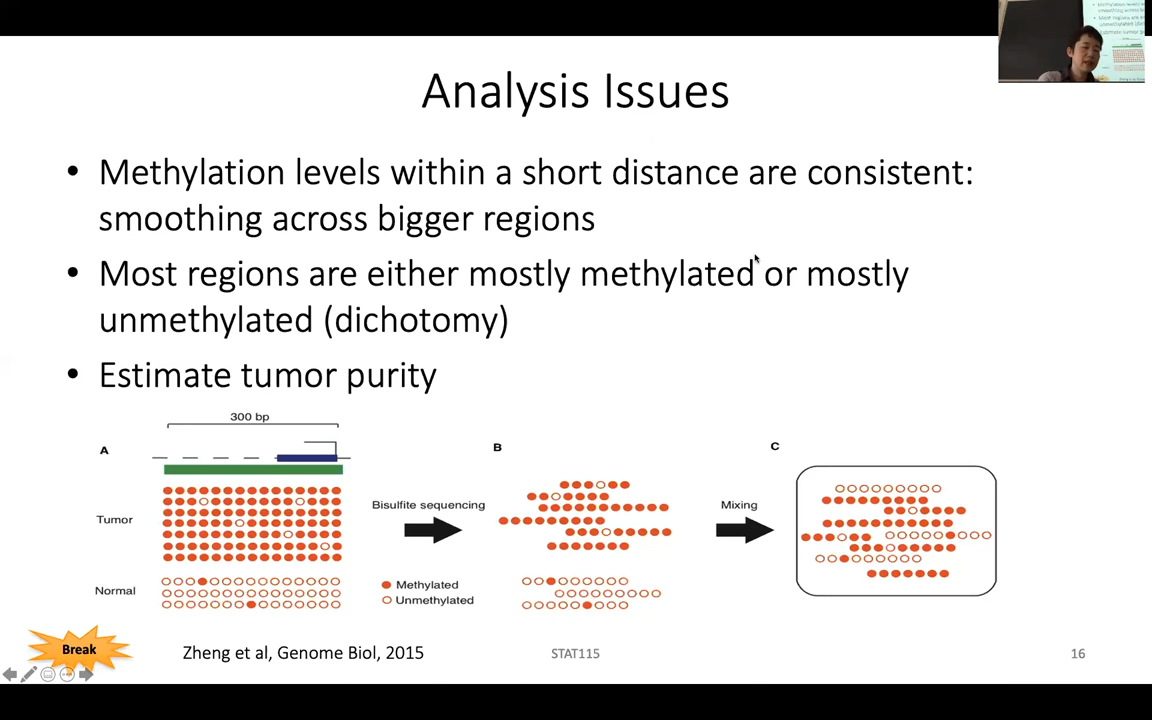 Analysis Issues
• Methylation levels within a short distance are consistent:
smoothing across bigger regions
• Most regions are either mostly methylated or mostly
unmethylated (dichotomy)
• Estimate tumor purity
300 bp
A
B
C
Bisulfite sequencing
Mixing
Tumor
Normal
Methylated
Unmethylated
Break
Zheng et al, Genome Biol, 2015
STAT115
16